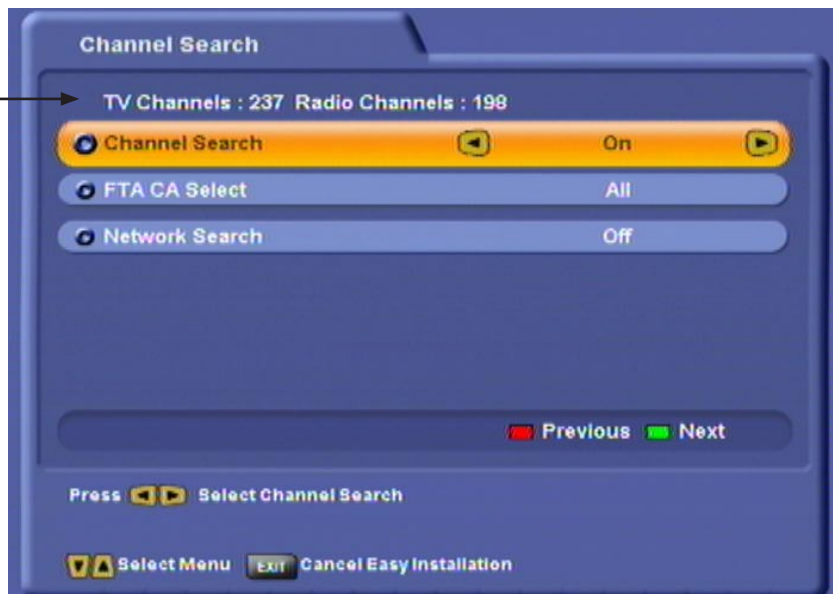 Channel Search
TV Channels : 237 Radio Channels : 198
Channel Search On
FTA CA Select All
Network Search Off
Previous Next
Press Select Channel Search
Select Menu EXIT Cancel Easy Installation